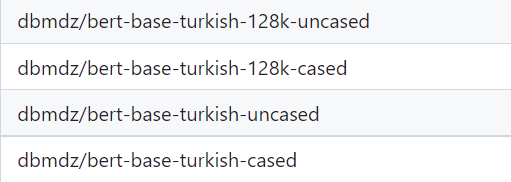 dbmdz/bert-base-turkish-128k-uncased
dbmdz/bert-base-turkish-128k-cased
dbmdz/bert-base-turkish-uncased
dbmdz/bert-base-turkish-cased